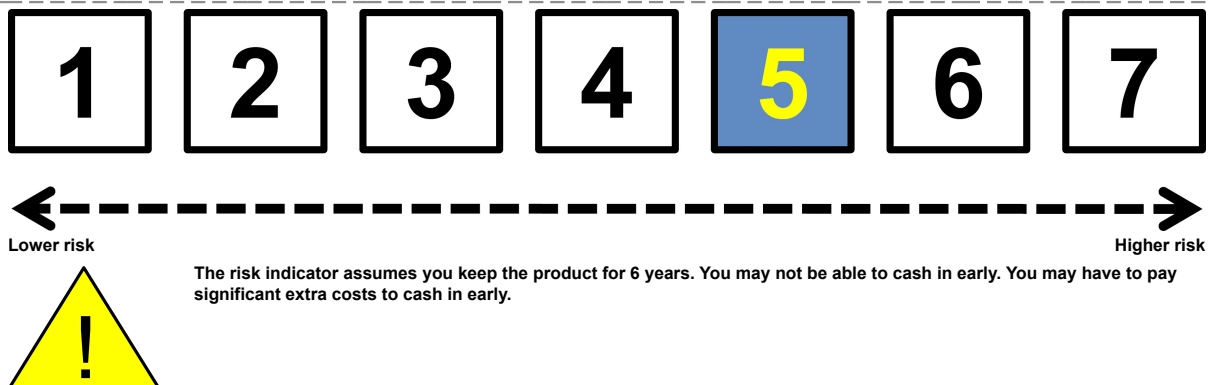 1 2 3 4 5 6 7
Lower risk Higher risk
The risk indicator assumes you keep the product for 6 years. You may not be able to cash in early. You may have to pay
significant extra costs to cash in early.
!